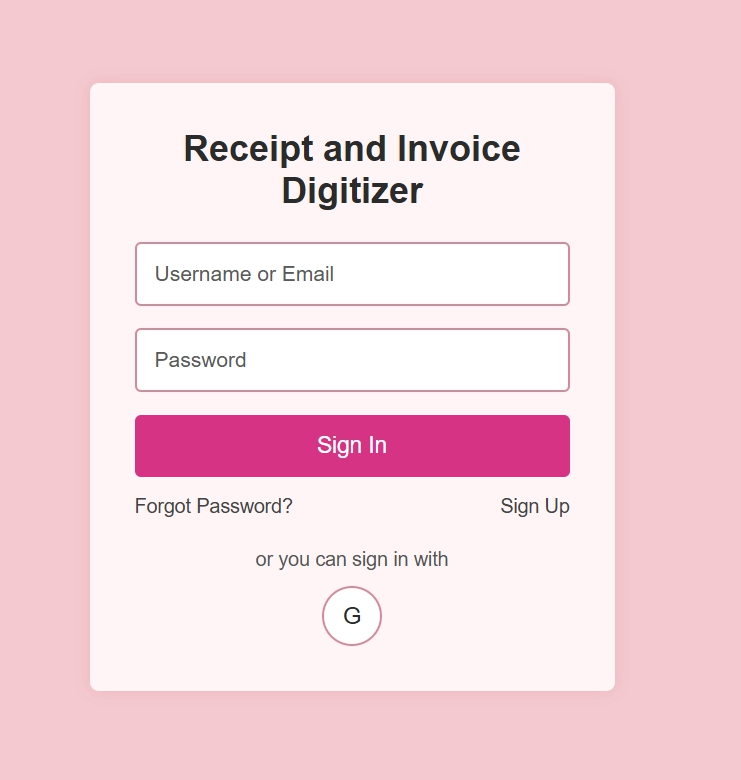 Receipt and Invoice
Digitizer
Username or Email
Password
Sign In
Forgot Password? Sign Up
or you can sign in with
G